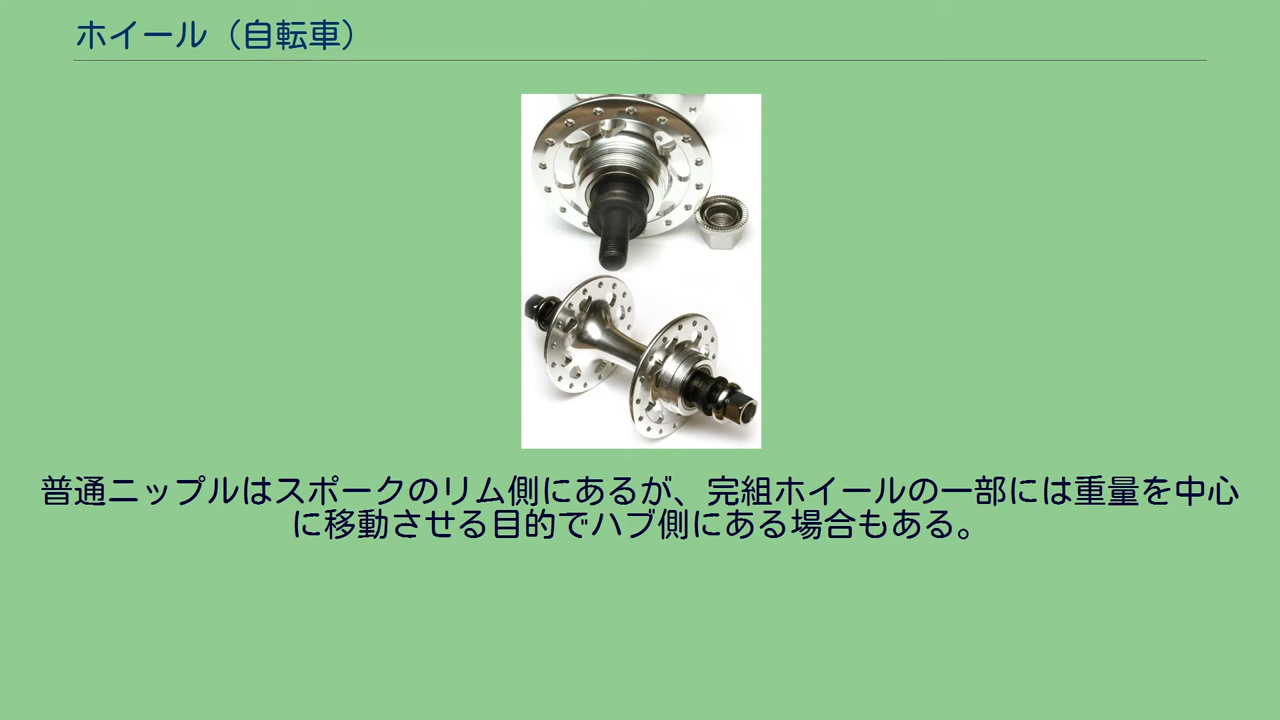 ホイール（自転車）
普通ニップルはスポークのリム側にあるが、完組ホイールの一部には重量を中心
に移動させる目的でハブ側にある場合もある。